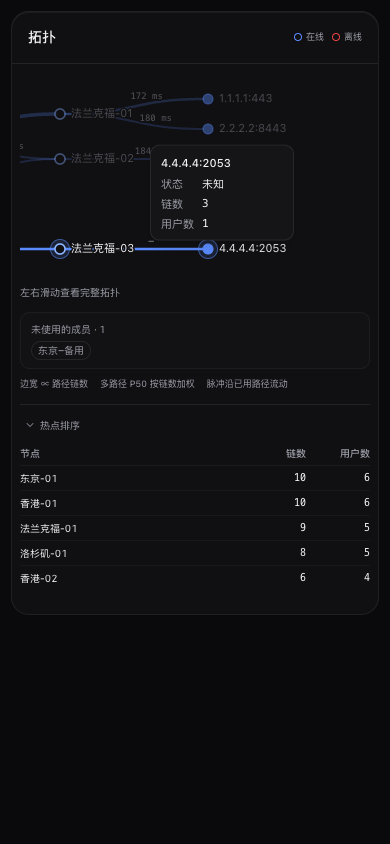 拓扑
在线 离线
172 ms
法兰克福-01
1.1.1.1:443
180 ms
2.2.2.2:8443
s
法兰克福-02
184
4.4.4.4:2053
状态 未知
链数 3
用户数 1
法兰克福-03
4.4.4.4:2053
左右滑动查看完整拓扑
未使用的成员 · 1
东京-备用
边宽 ∝ 路径链数 多路径 P50 按链数加权 脉冲沿已用路径流动
热点排序
节点 链数 用户数
东京-01 10 6
香港-01 10 6
法兰克福-01 9 5
洛杉矶-01 8 5
香港-02 6 4